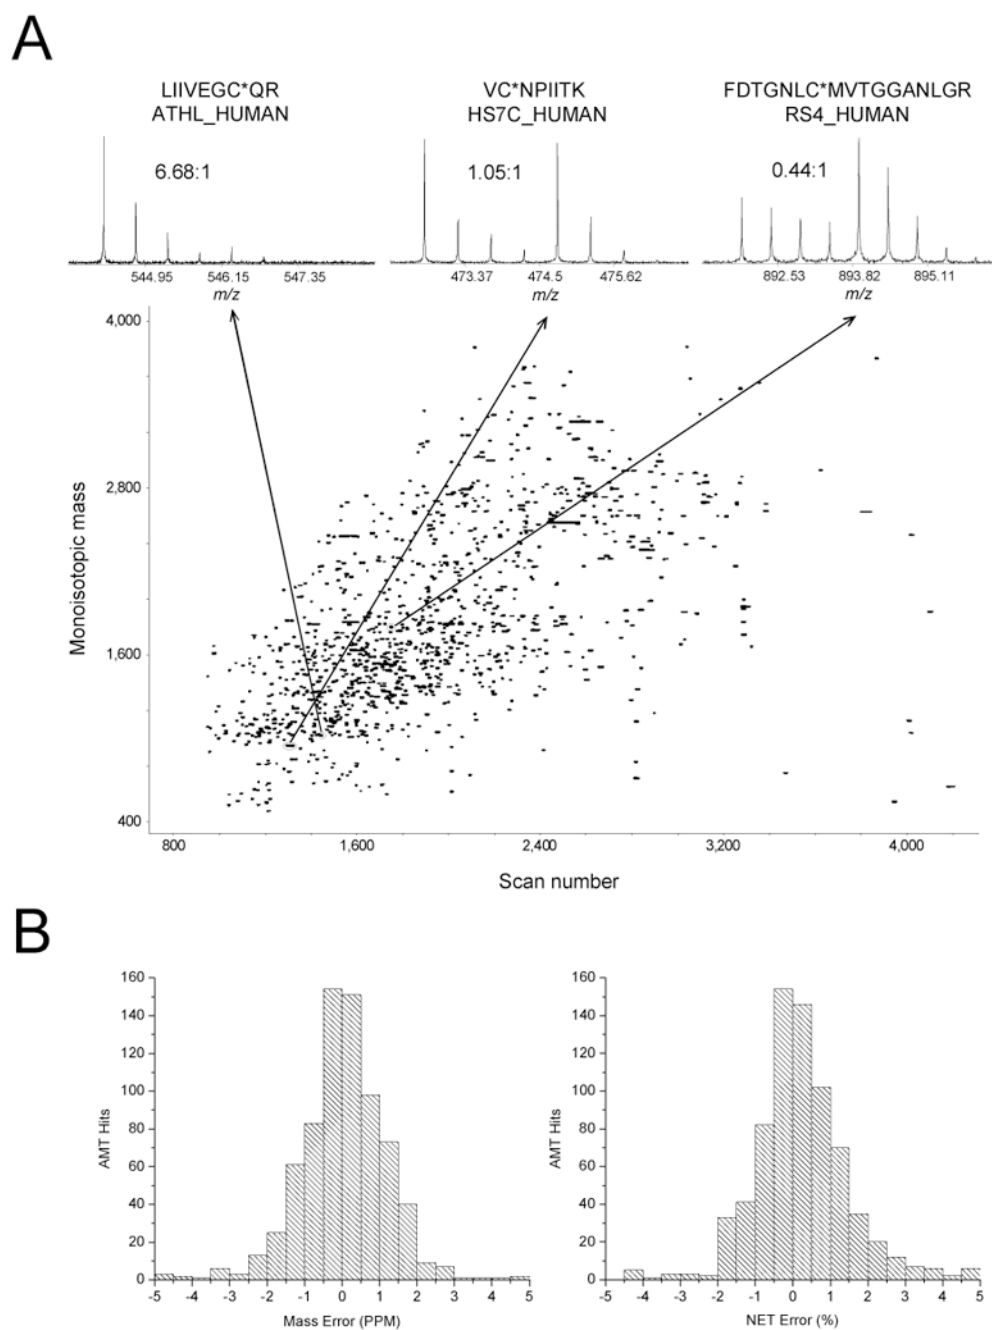 A
LIIVEGC*QR
ATHL_HUMAN
VC*NPIITK
HS7C_HUMAN
FDTGNLC*MVTGGANLGR
RS4_HUMAN
6.68:1
1.05:1
0.44:1
544.95 546.15 547.35
m/z
473.37 474.5 475.62
m/z
892.53 893.82 895.11
m/z
4,000
2,800
1,600
400
Monoisotopic mass
800 1,600 2,400 3,200 4,000
Scan number
B
160
140
120
100
80
60
40
20
0
AMT Hits
-5 -4 -3 -2 -1 0 1 2 3 4 5
Mass Error (PPM)
160
140
120
100
80
60
40
20
0
AMT Hits
-5 -4 -3 -2 -1 0 1 2 3 4 5
NET Error (%)